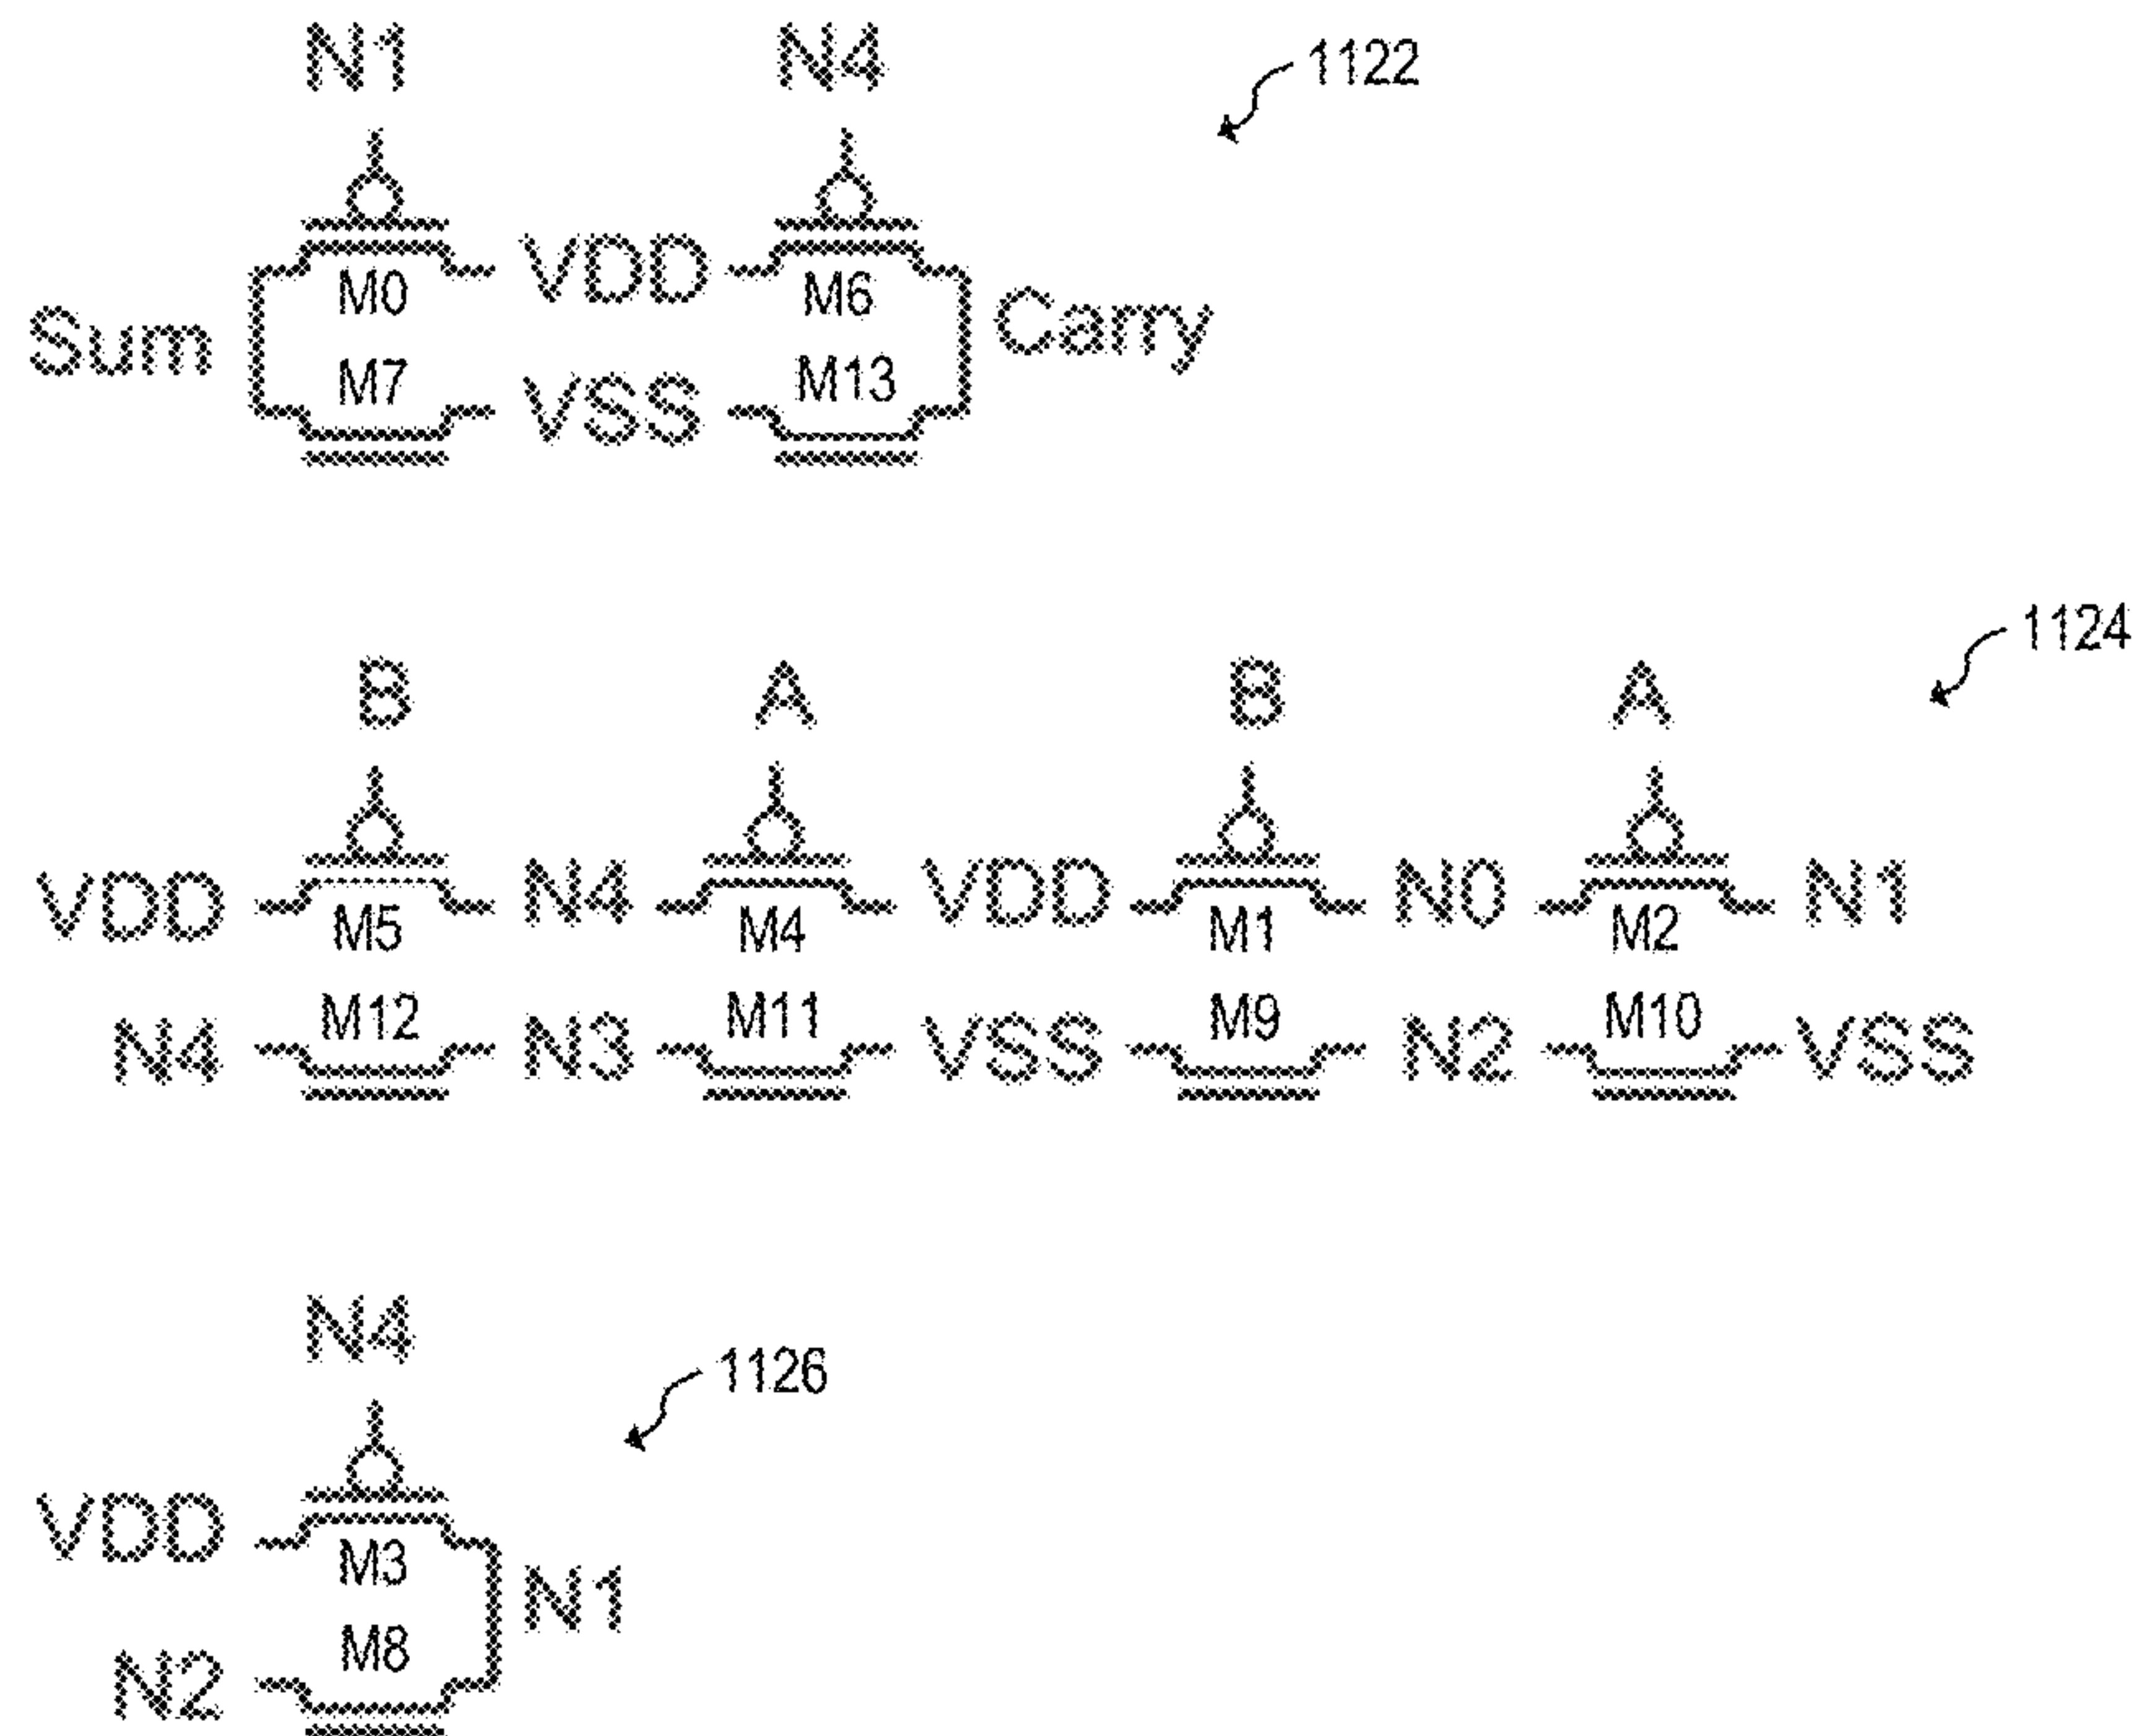 N1 N4 1122
VDD
M0 M6
Sum Carry
M7 M13
VSS
1124
B A B A
VDD N4 VDD N0 N1
M5 M4 M1 M2
M12 M11 M9 M10
N4 N3 VSS N2 VSS
N4
1126
VDD
M3
N1
M8
N2